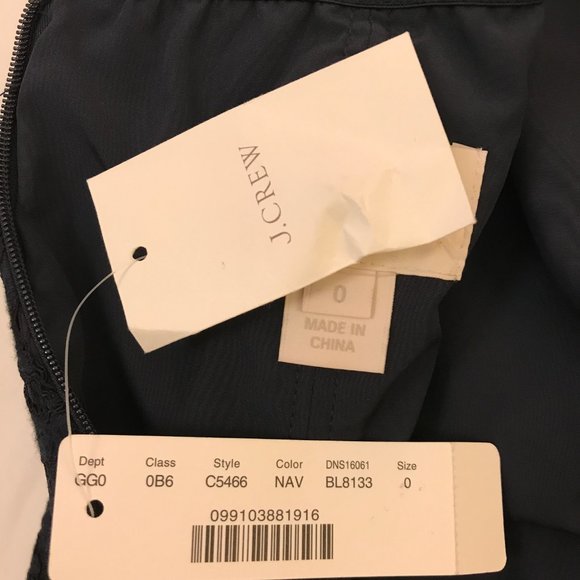 J.CREW
0
MADE IN
CHINA
Dept Class Style Color DNS16061 Size
GG0 0B6 C5466 NAV BL8133 0
099103881916